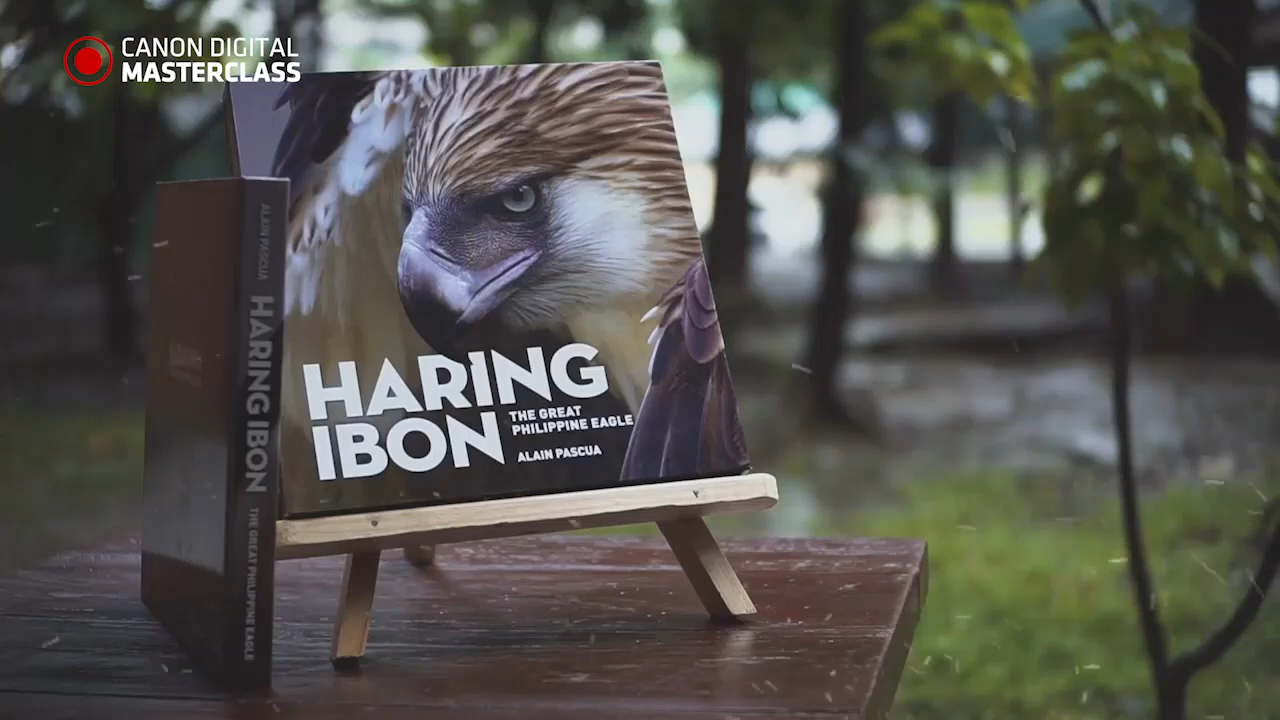 CANON DIGITAL
MASTERCLASS
ALAIN PASCUA HARING IBON THE GREAT PHILIPPINE EAGLE
HARING
IBON
THE GREAT
PHILIPPINE EAGLE
ALAIN PASCUA